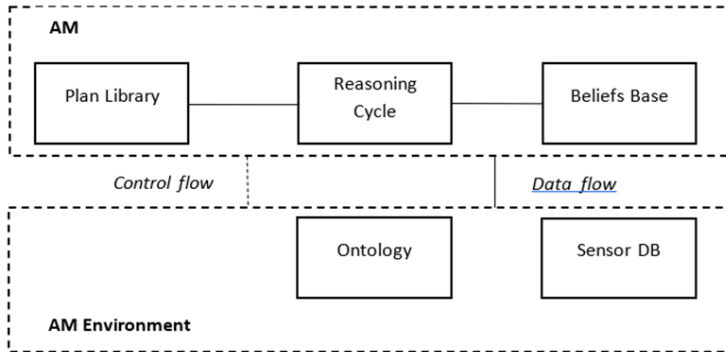 AM
Plan Library
Reasoning
Cycle
Beliefs Base
Control flow
Data flow
Ontology
Sensor DB
AM Environment